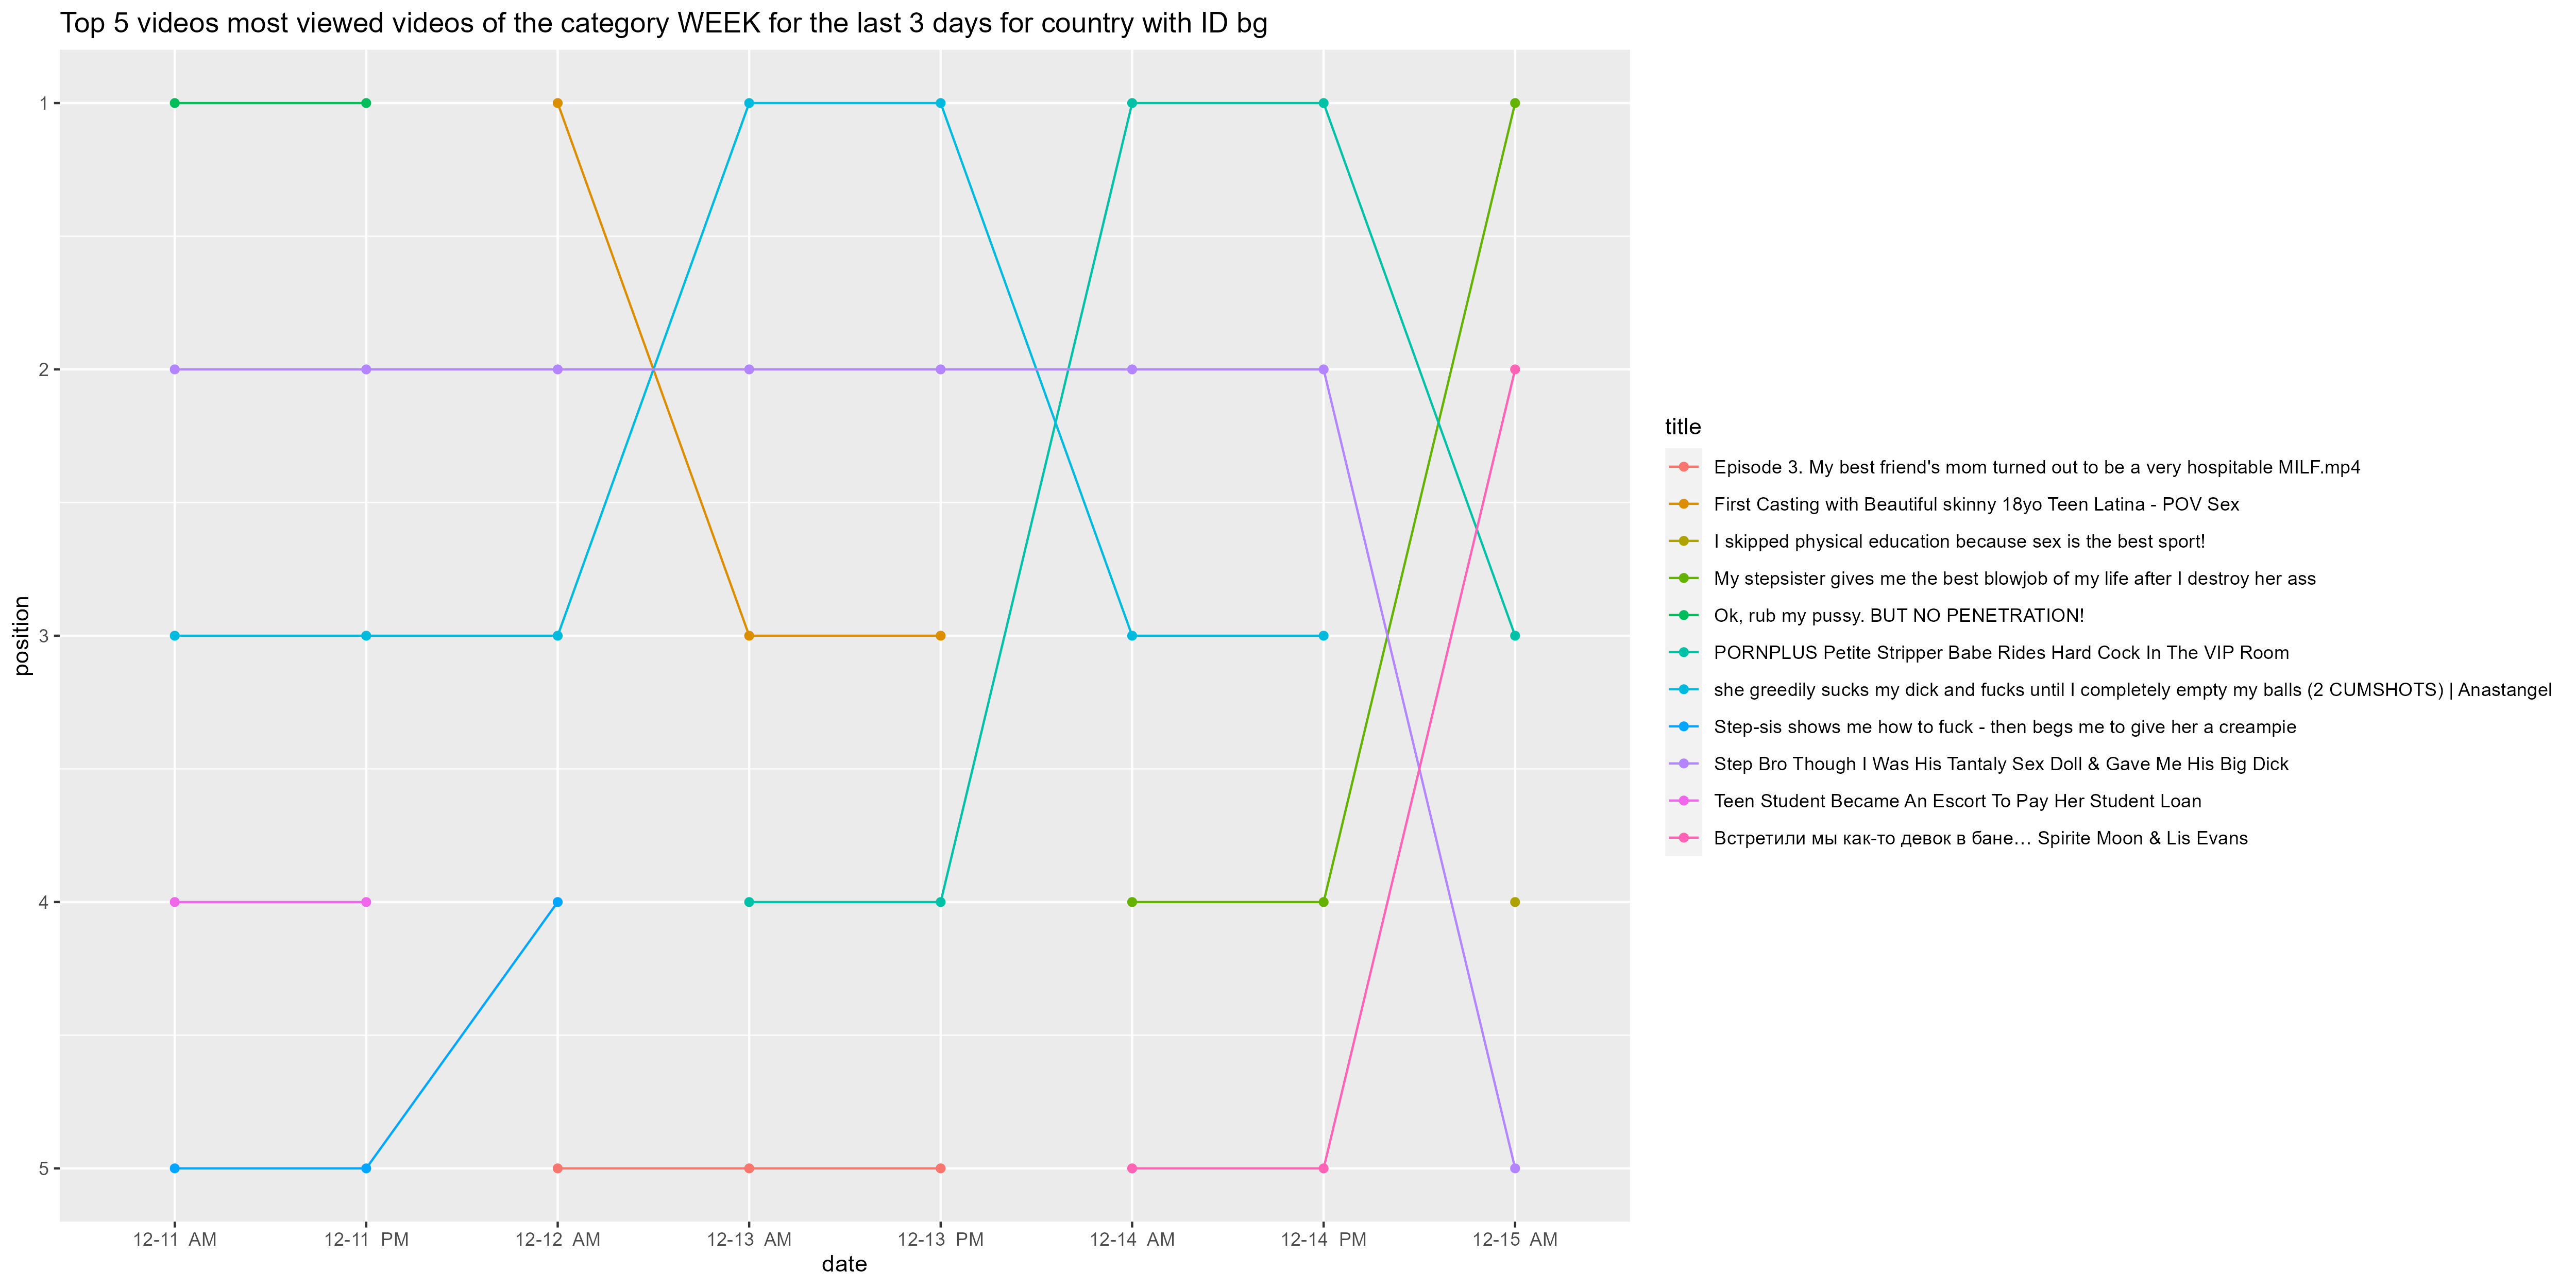 Top 5 videos most viewed videos of the category WEEK for the last 3 days for country with ID bg
position
1
2
3
4
5
12-11 AM
12-11 PM
12-12 AM
12-13 AM
12-13 PM
12-14 AM
12-14 PM
12-15 AM
date
title
Episode 3. My best friend's mom turned out to be a very hospitable MILF.mp4
First Casting with Beautiful skinny 18yo Teen Latina - POV Sex
I skipped physical education because sex is the best sport!
My stepsister gives me the best blowjob of my life after I destroy her ass
Ok, rub my pussy. BUT NO PENETRATION!
PORNPLUS Petite Stripper Babe Rides Hard Cock In The VIP Room
she greedily sucks my dick and fucks until I completely empty my balls (2 CUMSHOTS) | Anastangel
Step-sis shows me how to fuck - then begs me to give her a creampie
Step Bro Though I Was His Tantaly Sex Doll & Gave Me His Big Dick
Teen Student Became An Escort To Pay Her Student Loan
Встретили мы как-то девок в бане… Spirite Moon & Lis Evans